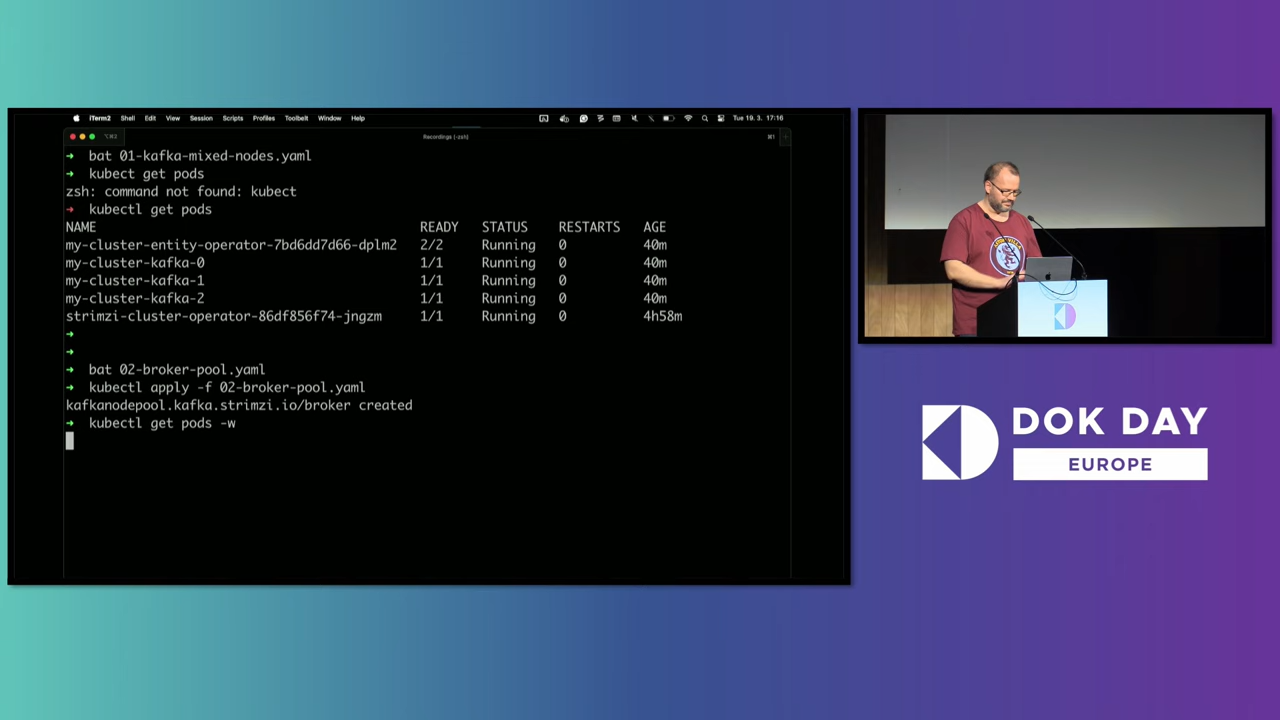 iTerm2 Shell Edit View Session Scripts Profiles Toolbelt Window Help Tue 19. 3. 17:16
Recordings (-zsh)
➜ bat 01-kafka-mixed-nodes.yaml
➜ kubect get pods
zsh: command not found: kubect
➜ kubectl get pods
NAME READY STATUS RESTARTS AGE
my-cluster-entity-operator-7bd6dd7d66-dplm2 2/2 Running 0 40m
my-cluster-kafka-0 1/1 Running 0 40m
my-cluster-kafka-1 1/1 Running 0 40m
my-cluster-kafka-2 1/1 Running 0 40m
strimzi-cluster-operator-86df856f74-jngzm 1/1 Running 0 4h58m
➜
➜
➜ bat 02-broker-pool.yaml
➜ kubectl apply -f 02-broker-pool.yaml
kafkanodepool.kafka.strimzi.io/broker created
➜ kubectl get pods -w
DOK DAY
EUROPE